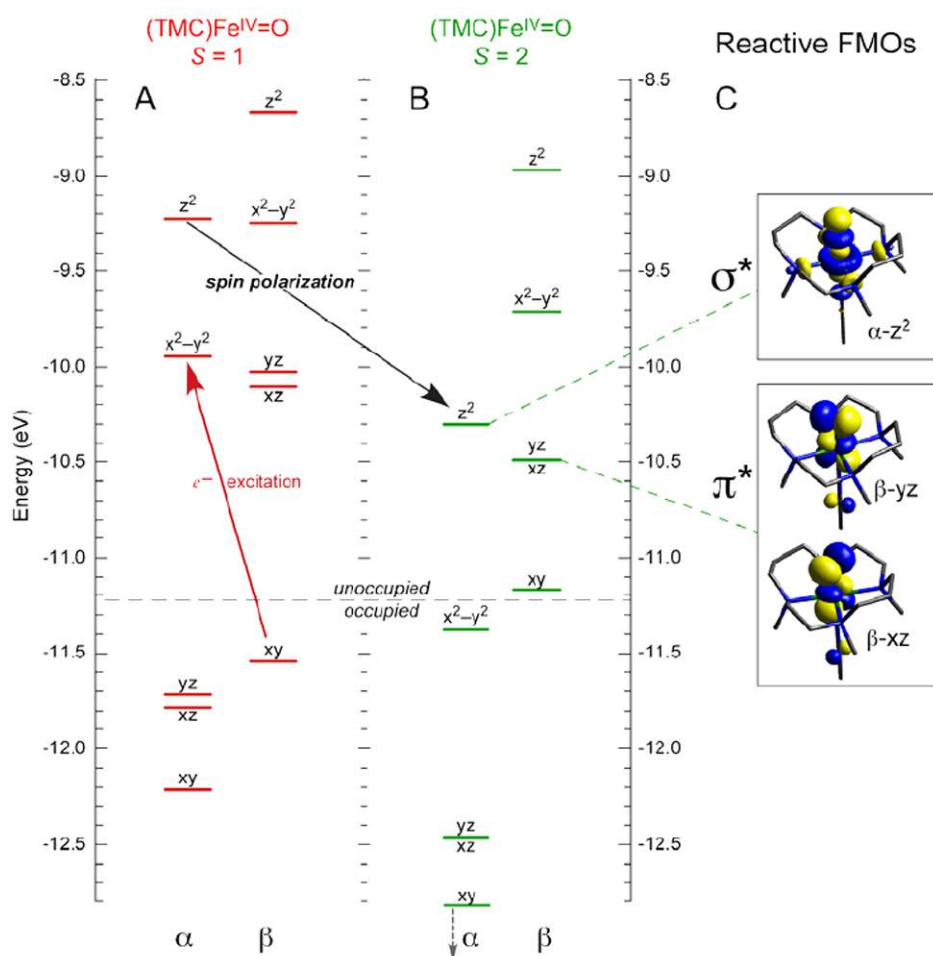 (TMC)Fe^IV=O
S = 1
(TMC)Fe^IV=O
S = 2
Reactive FMOs
A
B
C
Energy (eV)
-8.5
-9.0
-9.5
-10.0
-10.5
-11.0
-11.5
-12.0
-12.5
z²
x²–y²
z²
x²–y²
yz
xz
spin polarization
e⁻ excitation
xy
yz
xz
xy
α
β
z²
x²–y²
z²
yz
xz
xy
unoccupied
occupied
x²–y²
yz
xz
xy
α
β
-8.5
-9.0
-9.5
-10.0
-10.5
-11.0
-11.5
-12.0
-12.5
σ*
α-z²
π*
β-yz
β-xz